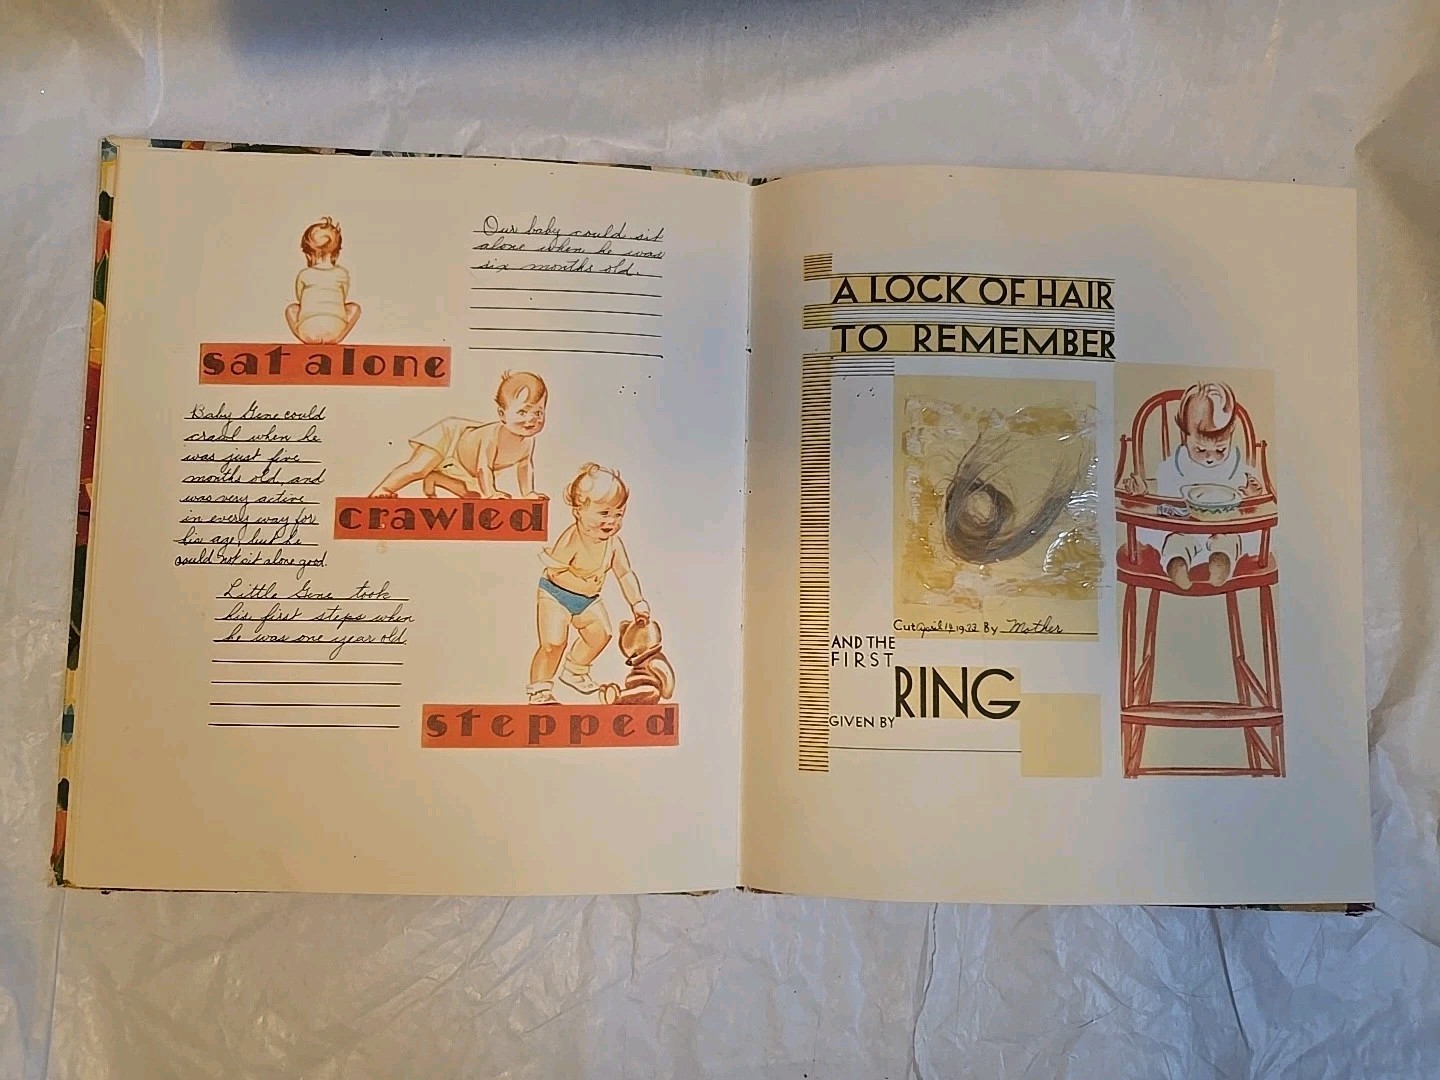 Our baby could sit
alone when he was
six months old.
sat alone
Baby Gene could
crawl when he
was just five
months old, and
was very active
in every way for
his age, but he
could not sit alone good.
crawled
Little Gene took
his first steps when
he was one year old.
stepped
A LOCK OF HAIR
TO REMEMBER
Cut April 1933 By Mother
AND THE
FIRST
RING
GIVEN BY